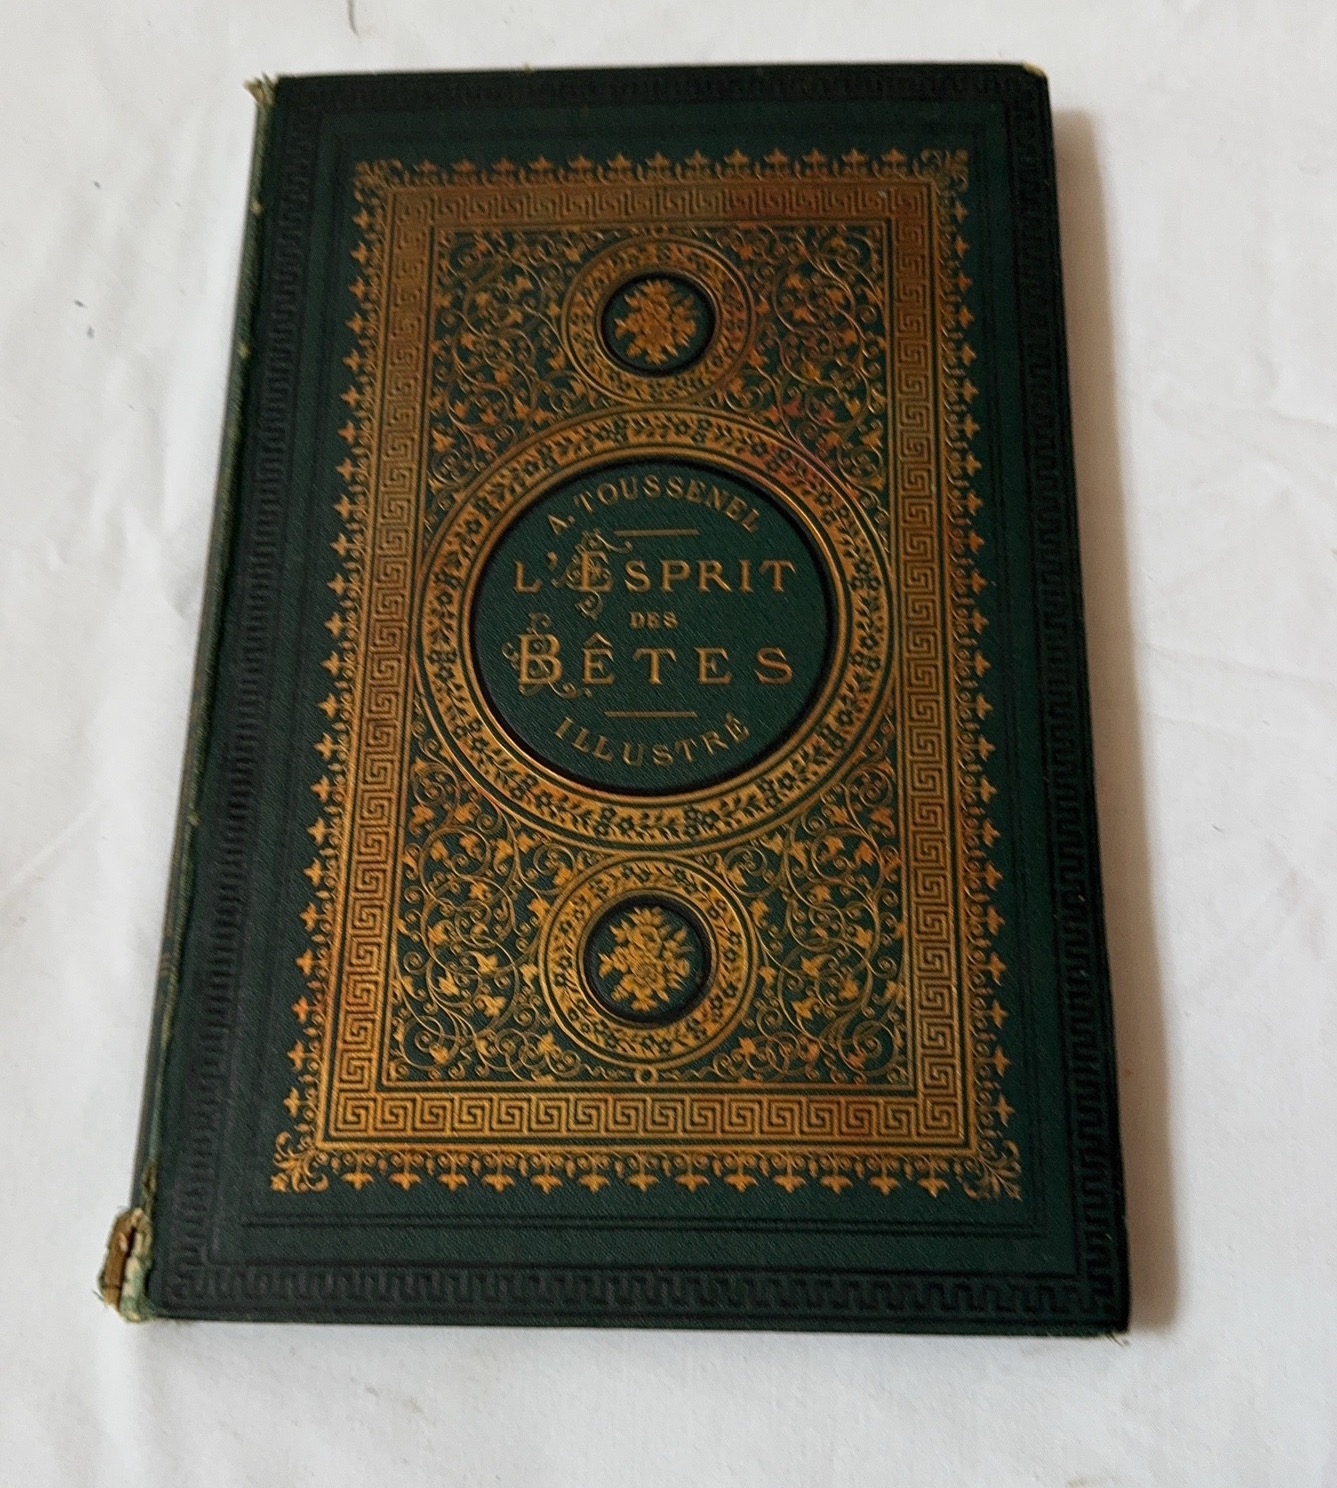 A. TOUSSENEL
L'ESPRIT
DES
BÊTES
ILLUSTRÉ